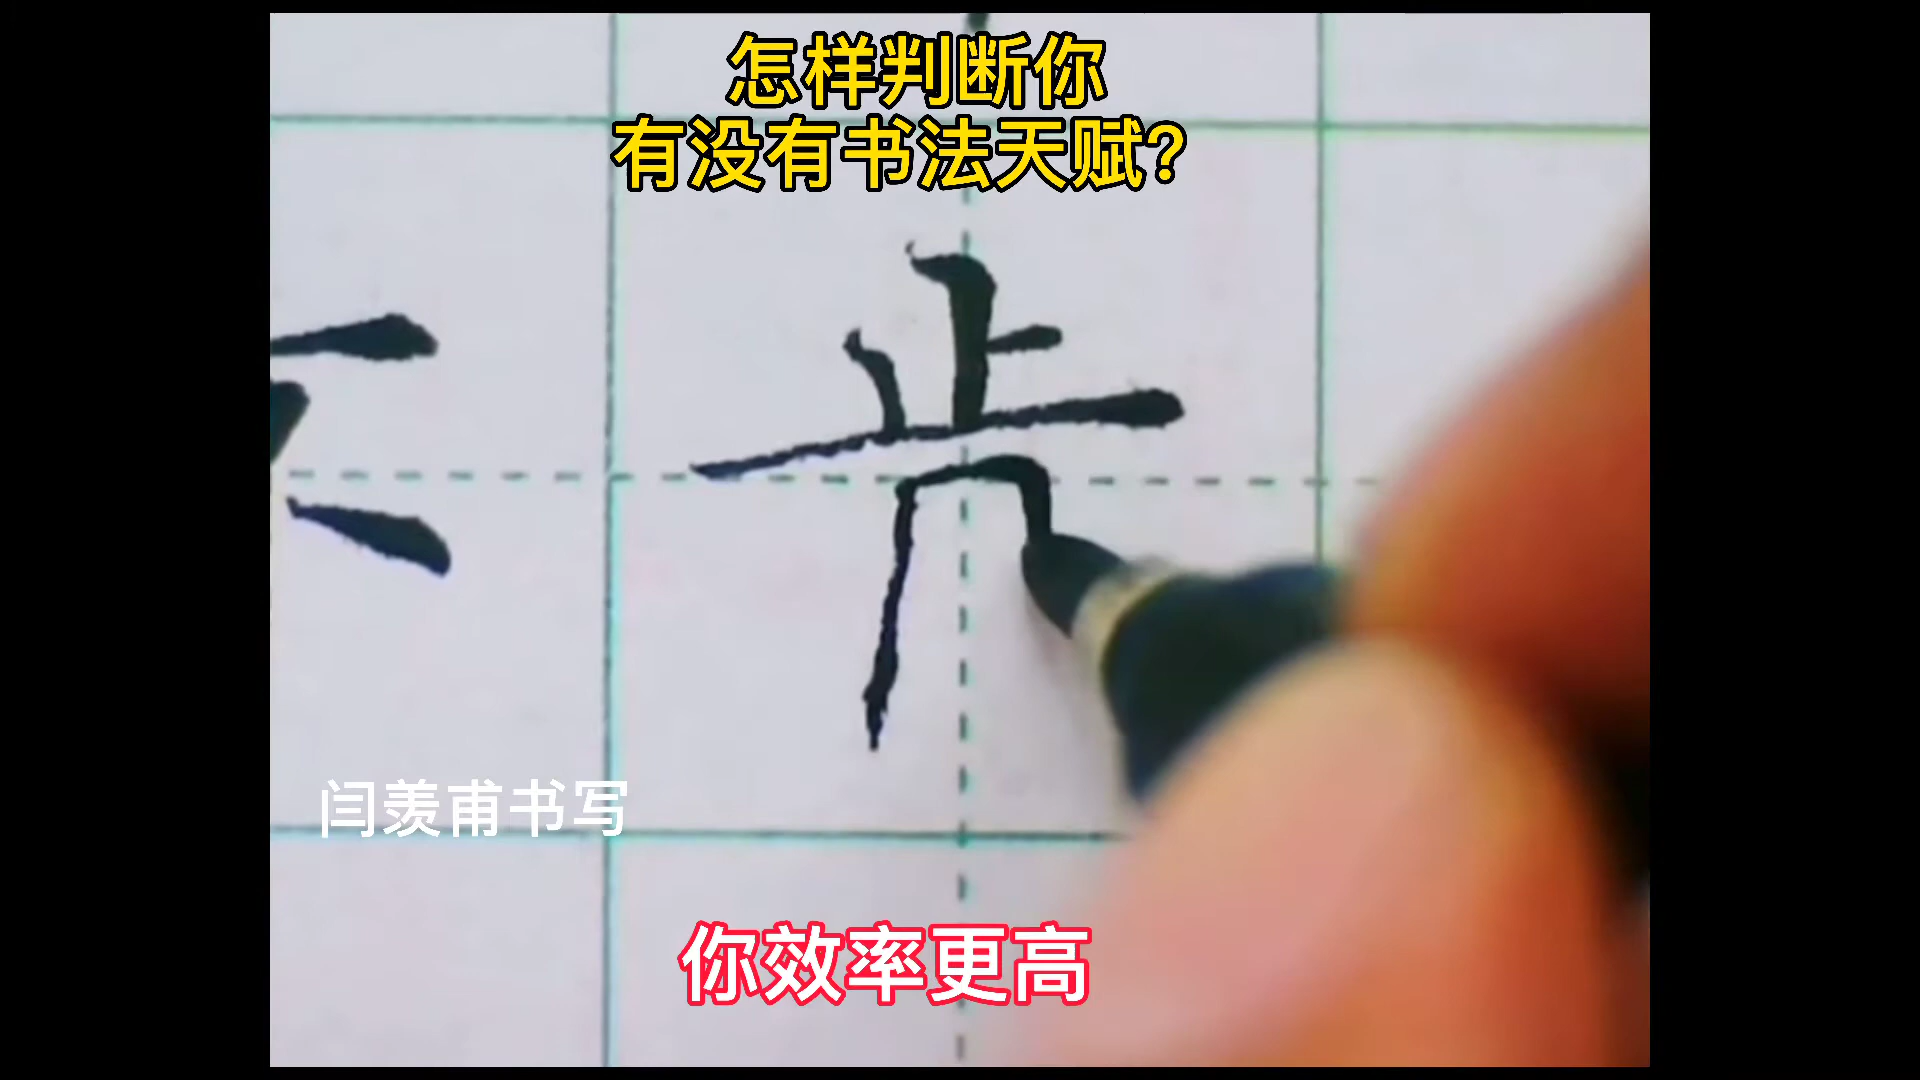 怎样判断你
有没有书法天赋?
闫羡甫书写
你效率更高